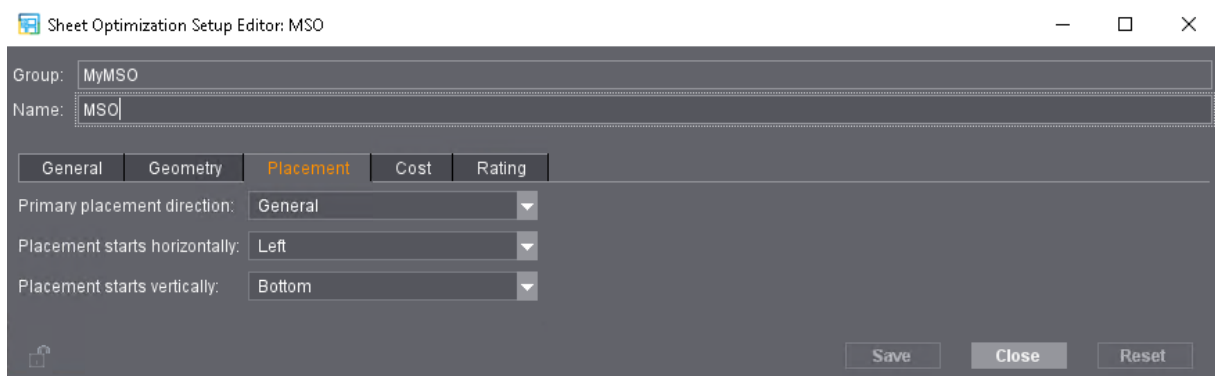 Sheet Optimization Setup Editor: MSO
Group: MyMSO
Name: MSO
General Geometry Placement Cost Rating
Primary placement direction: General
Placement starts horizontally: Left
Placement starts vertically: Bottom
Save Close Reset